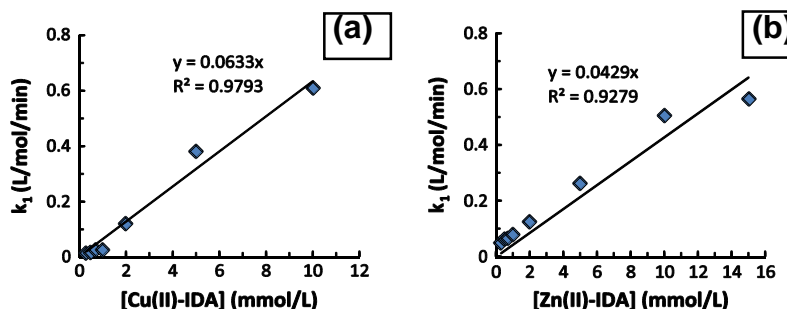 (a)
y = 0.0633x
R² = 0.9793
k₁ (L/mol/min)
0.8
0.6
0.4
0.2
0
0 2 4 6 8 10 12
[Cu(II)-IDA] (mmol/L)
(b)
y = 0.0429x
R² = 0.9279
k₁ (L/mol/min)
0.8
0.6
0.4
0.2
0
0 2 4 6 8 10 12 14 16
[Zn(II)-IDA] (mmol/L)